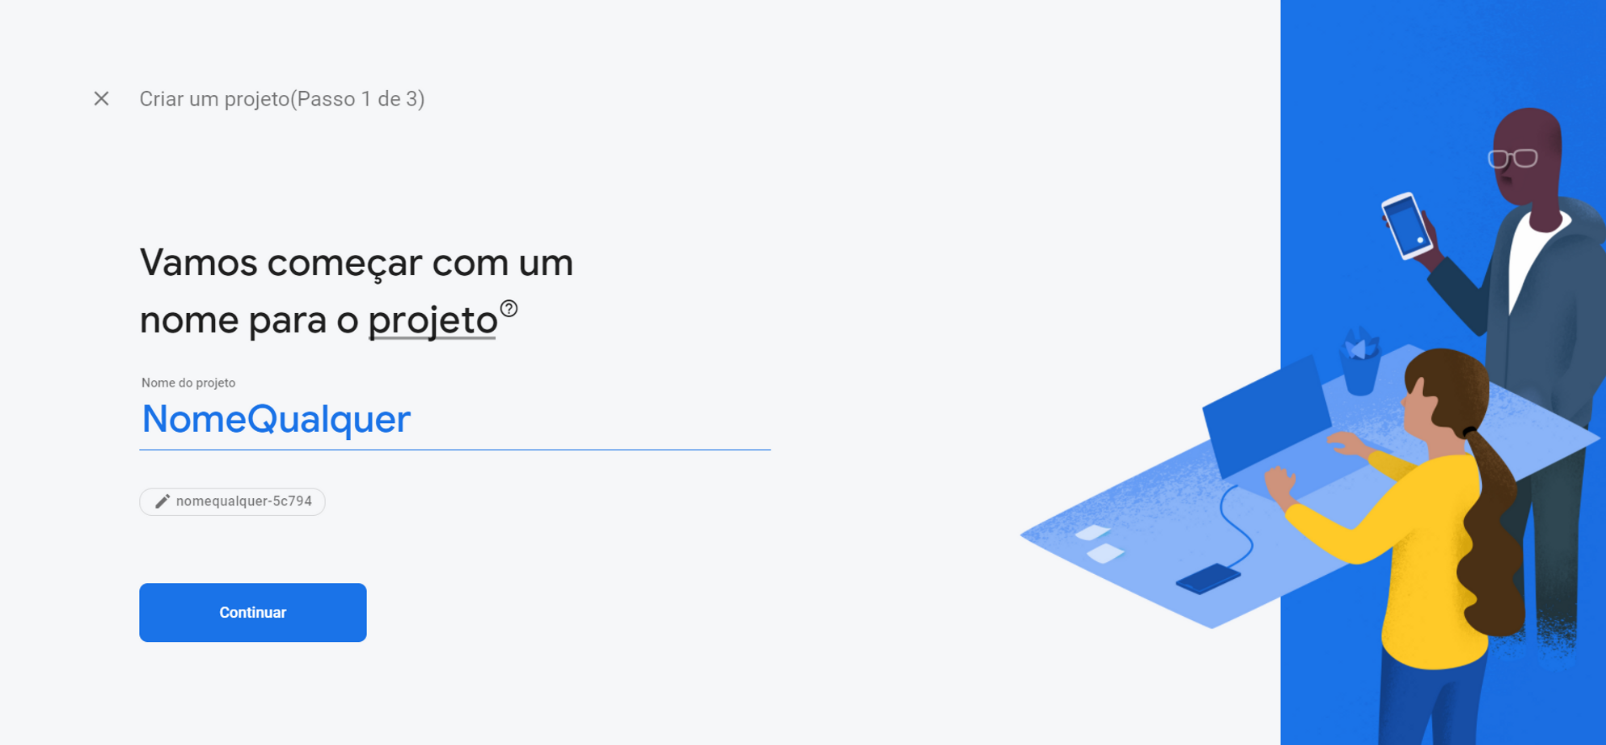 Criar um projeto(Passo 1 de 3)
Vamos começar com um
nome para o projeto
Nome do projeto
NomeQualquer
nomequalquer-5c794
Continuar